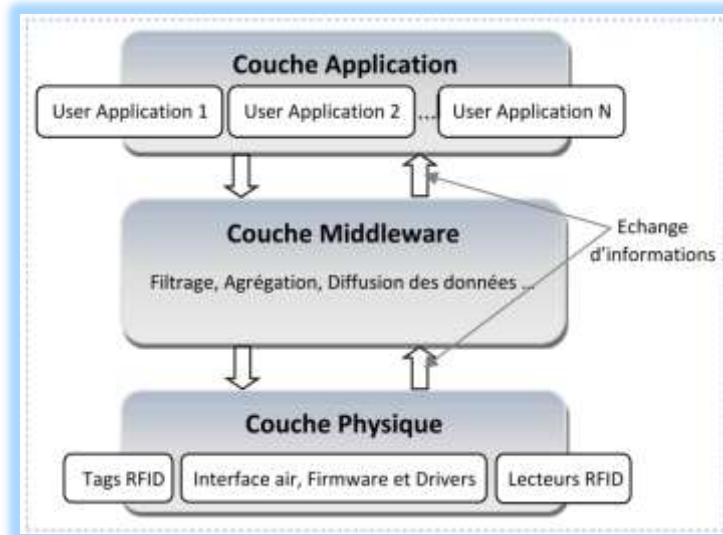 Couche Application
User Application 1
User Application 2
...
User Application N
Couche Middleware
Filtrage, Agrégation, Diffusion des données ...
Echange
d'informations
Couche Physique
Tags RFID
Interface air, Firmware et Drivers
Lecteurs RFID